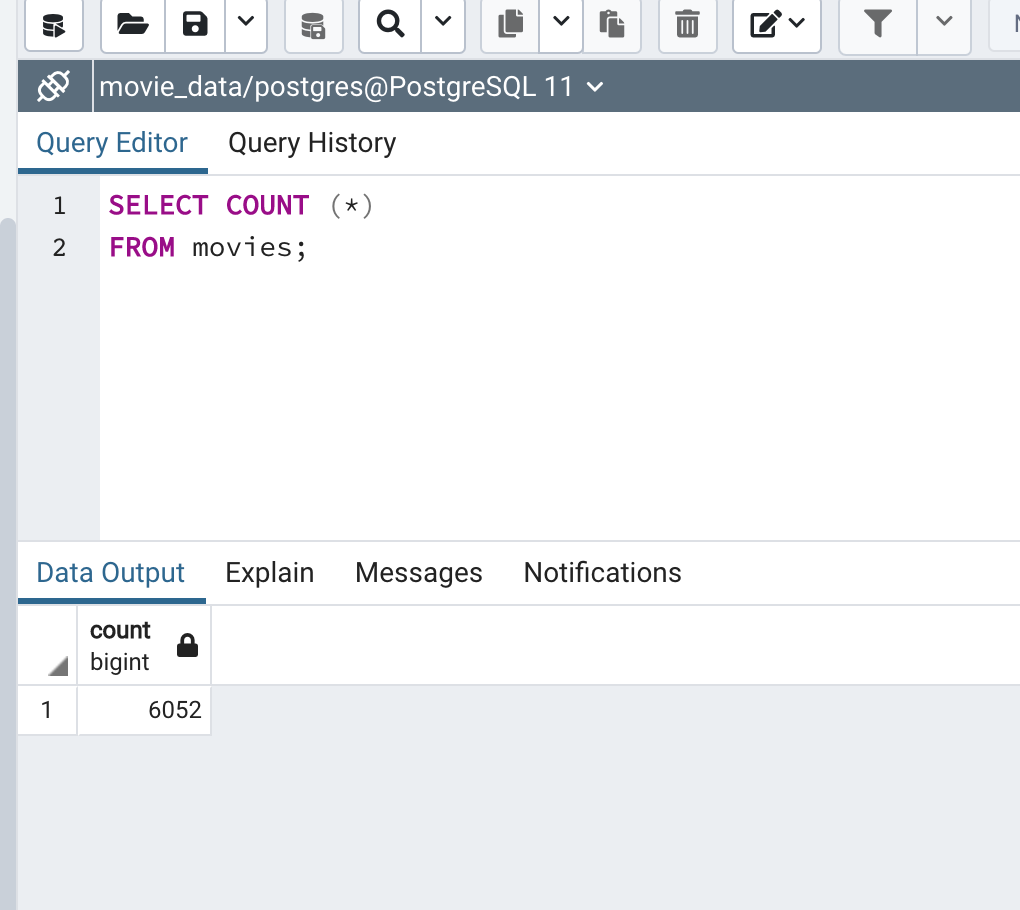 movie_data/postgres@PostgreSQL 11
Query Editor Query History
1 SELECT COUNT (*)
2 FROM movies;
Data Output Explain Messages Notifications
count
bigint
1 6052